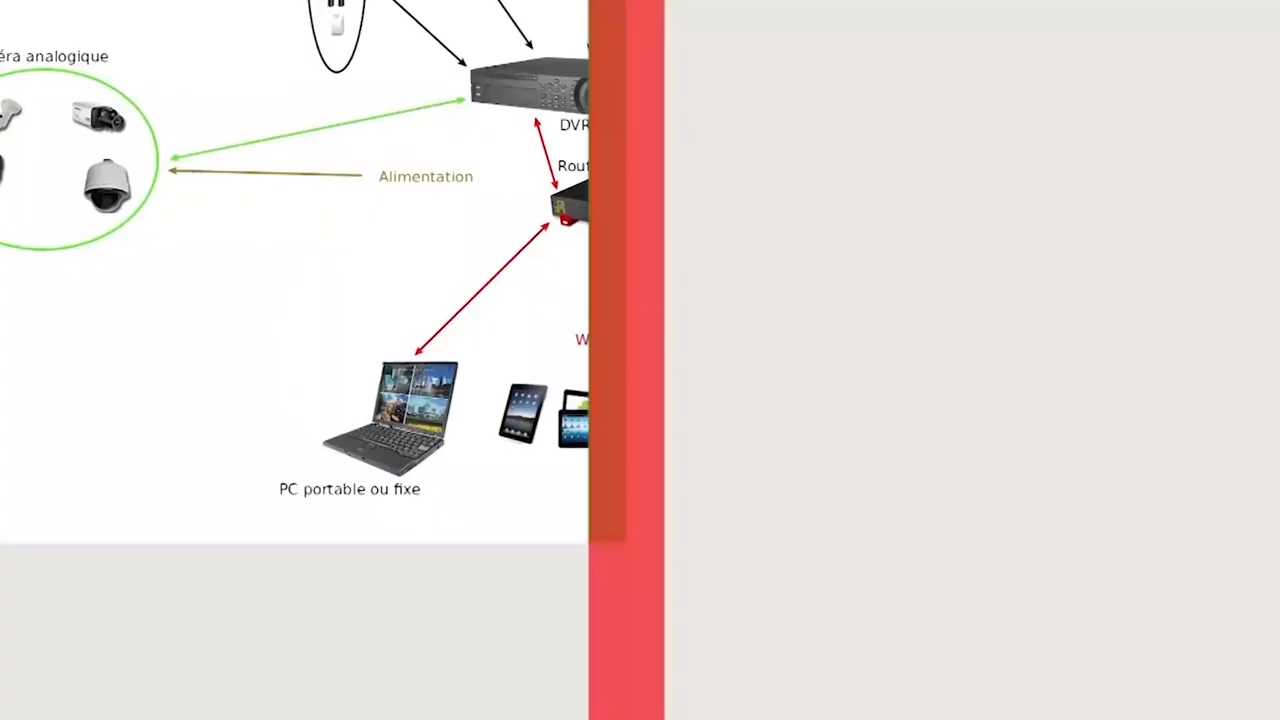 éra analogique
DVR
Rout
Alimentation
W
PC portable ou fixe